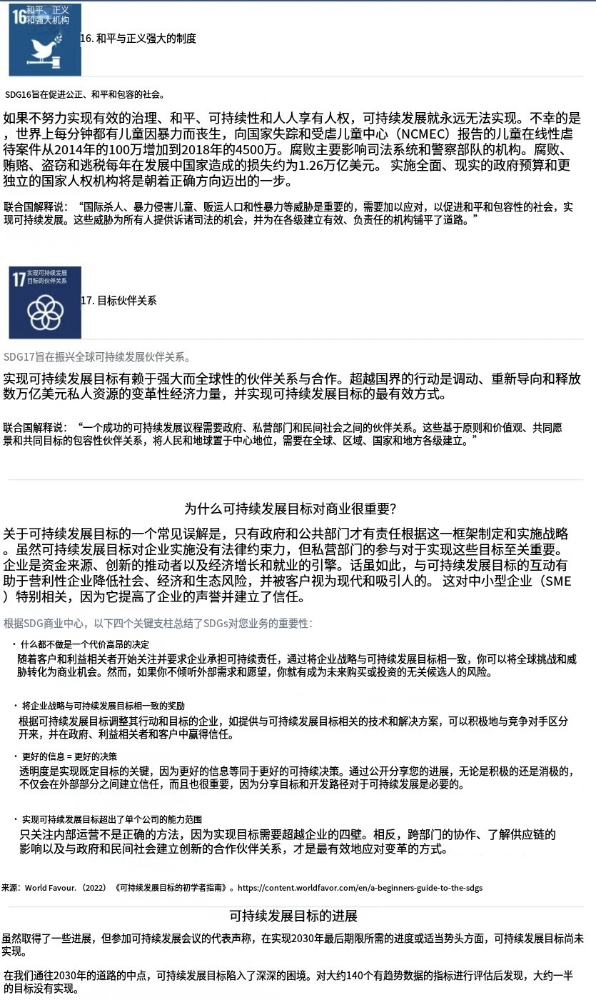 16 和平、正义
和强大机构
16. 和平与正义强大的制度
SDG16旨在促进公正、和平和包容的社会。
如果不努力实现有效的治理、和平、可持续性和人人享有人权，可持续发展就永远无法实现。不幸的是
，世界上每分钟都有儿童因暴力而丧生，向国家失踪和受虐儿童中心（NCMEC）报告的儿童在线性虐
待案件从2014年的100万增加到2018年的4500万。腐败主要影响司法系统和警察部队的机构。腐败、
贿赂、盗窃和逃税每年在发展中国家造成的损失约为1.26万亿美元。 实施全面、现实的政府预算和更
独立的国家人权机构将是朝着正确方向迈出的一步。
联合国解释说：“国际杀人、暴力侵害儿童、贩运人口和性暴力等威胁是重要的，需要加以应对，以促进和平和包容性的社会，实
现可持续发展。这些威胁为所有人提供诉诸司法的机会，并为在各级建立有效、负责任的机构铺平了道路。”
17 实现可持续发展
目标的伙伴关系
17. 目标伙伴关系
SDG17旨在振兴全球可持续发展伙伴关系。
实现可持续发展目标有赖于强大而全球性的伙伴关系与合作。超越国界的行动是调动、重新导向和释放
数万亿美元私人资源的变革性经济力量，并实现可持续发展目标的最有效方式。
联合国解释说：“一个成功的可持续发展议程需要政府、私营部门和民间社会之间的伙伴关系。这些基于原则和价值观、共同愿
景和共同目标的包容性伙伴关系，将人民和地球置于中心地位，需要在全球、区域、国家和地方各级建立。”
为什么可持续发展目标对商业很重要？
关于可持续发展目标的一个常见误解是，只有政府和公共部门才有责任根据这一框架制定和实施战略
。虽然可持续发展目标对企业实施没有法律约束力，但私营部门的参与对于实现这些目标至关重要。
企业是资金来源、创新的推动者以及经济增长和就业的引擎。话虽如此，与可持续发展目标的互动有
助于营利性企业降低社会、经济和生态风险，并被客户视为现代和吸引人的。 这对中小型企业（SME
）特别相关，因为它提高了企业的声誉并建立了信任。
根据SDG商业中心，以下四个关键支柱总结了SDGs对您业务的重要性：
· 什么都不做是一个代价高昂的决定
随着客户和利益相关者开始关注并要求企业承担可持续责任，通过将企业战略与可持续发展目标相一致，你可以将全球挑战和威
胁转化为商业机会。然而，如果你不倾听外部需求和愿望，你就有成为未来购买或投资的无关候选人的风险。
· 将企业战略与可持续发展目标相一致的奖励
根据可持续发展目标调整其行动和目标的企业，如提供与可持续发展目标相关的技术和解决方案，可以积极地与竞争对手区分
开来，并在政府、利益相关者和客户中赢得信任。
· 更好的信息 = 更好的决策
透明度是实现既定目标的关键，因为更好的信息等同于更好的可持续决策。通过公开分享您的进展，无论是积极的还是消极的，
不仅会在外部部分之间建立信任，而且也很重要，因为分享目标和开发路径对于可持续发展是必要的。
· 实现可持续发展目标超出了单个公司的能力范围
只关注内部运营不是正确的方法，因为实现目标需要超越企业的四壁。相反，跨部门的协作、了解供应链的
影响以及与政府和民间社会建立创新的合作伙伴关系，才是最有效地应对变革的方式。
来源：World Favour. （2022）《可持续发展目标的初学者指南》。https://content.worldfavor.com/en/a-beginners-guide-to-the-sdgs
可持续发展目标的进展
虽然取得了一些进展，但参加可持续发展会议的代表声称，在实现2030年最后期限所需的进度或适当势头方面，可持续发展目标尚未
实现。
在我们通往2030年的道路的中点，可持续发展目标陷入了深深的困境。对大约140个有趋势数据的指标进行评估后发现，大约一半
的目标没有实现。